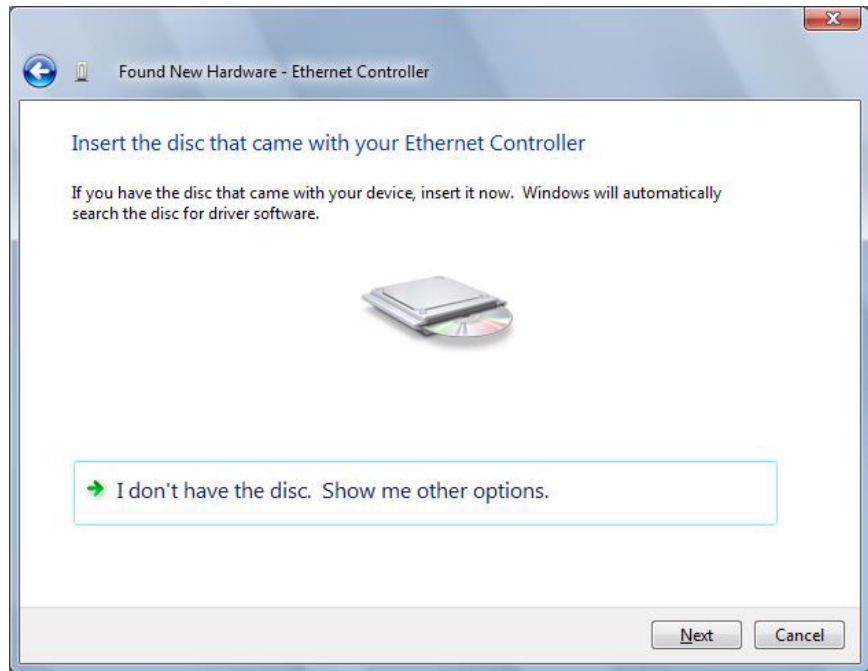 Found New Hardware - Ethernet Controller
Insert the disc that came with your Ethernet Controller
If you have the disc that came with your device, insert it now.  Windows will automatically
search the disc for driver software.
I don't have the disc.  Show me other options.
Next
Cancel